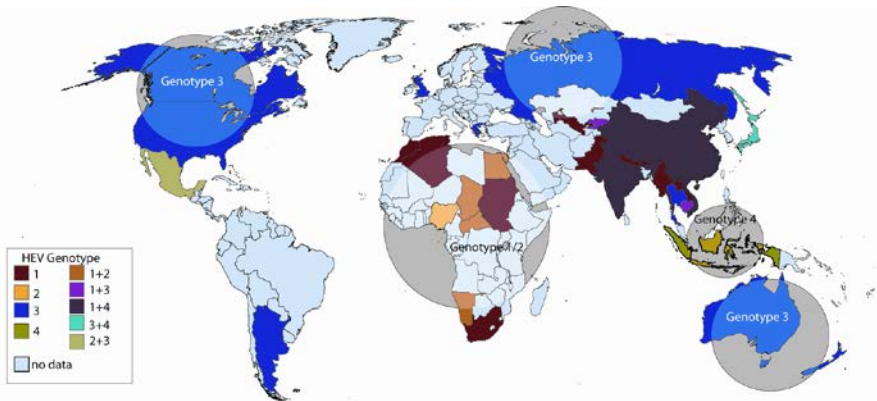 Genotype 3
Genotype 3
Genotype 4
Genotype 1/2
Genotype 3
HEV Genotype
1
2
3
4
1+2
1+3
1+4
3+4
2+3
no data